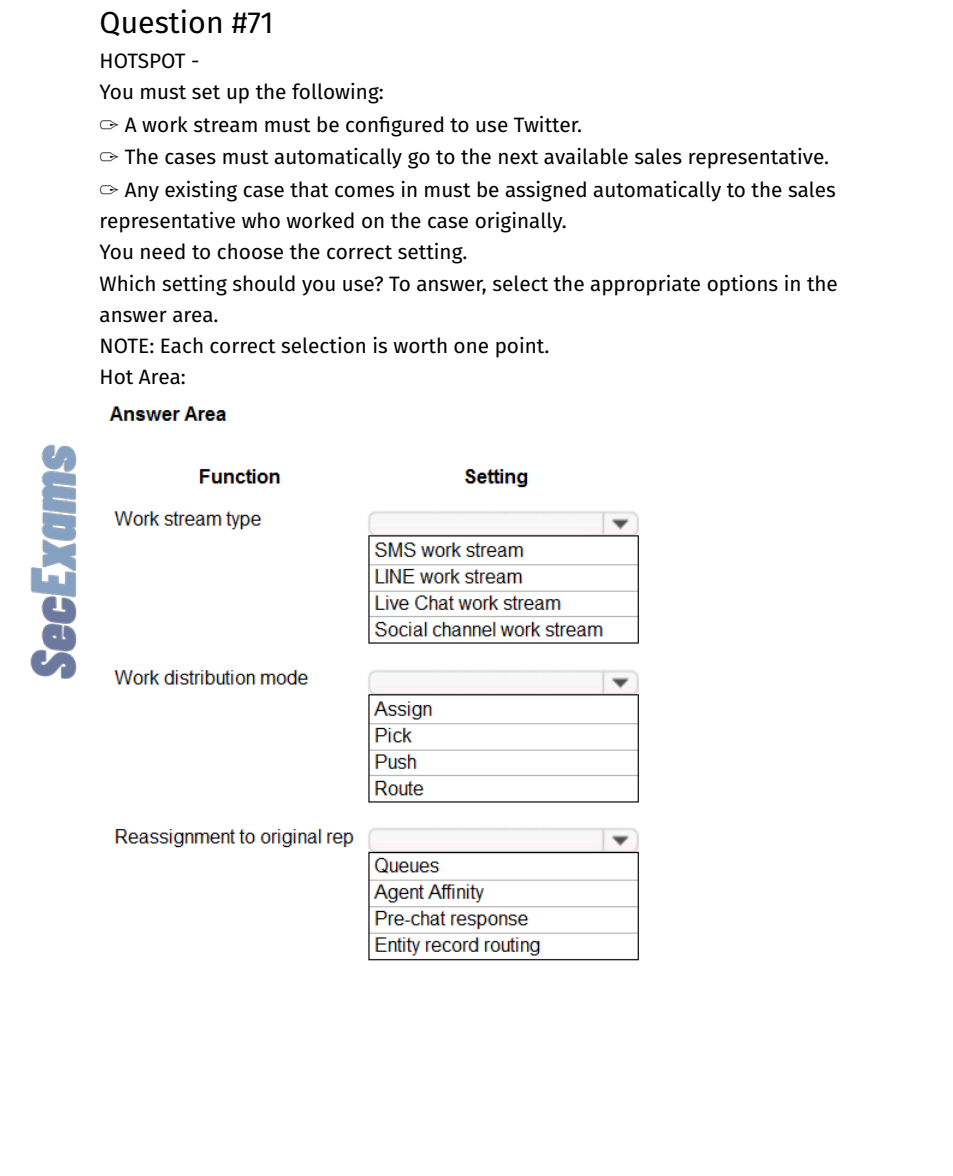 Question #71
HOTSPOT -
You must set up the following:
⌲ A work stream must be configured to use Twitter.
⌲ The cases must automatically go to the next available sales representative.
⌲ Any existing case that comes in must be assigned automatically to the sales
representative who worked on the case originally.
You need to choose the correct setting.
Which setting should you use? To answer, select the appropriate options in the
answer area.
NOTE: Each correct selection is worth one point.
Hot Area:
Answer Area
Function Setting
Work stream type
SMS work stream
LINE work stream
Live Chat work stream
Social channel work stream
Work distribution mode
Assign
Pick
Push
Route
Reassignment to original rep
Queues
Agent Affinity
Pre-chat response
Entity record routing
SecExams